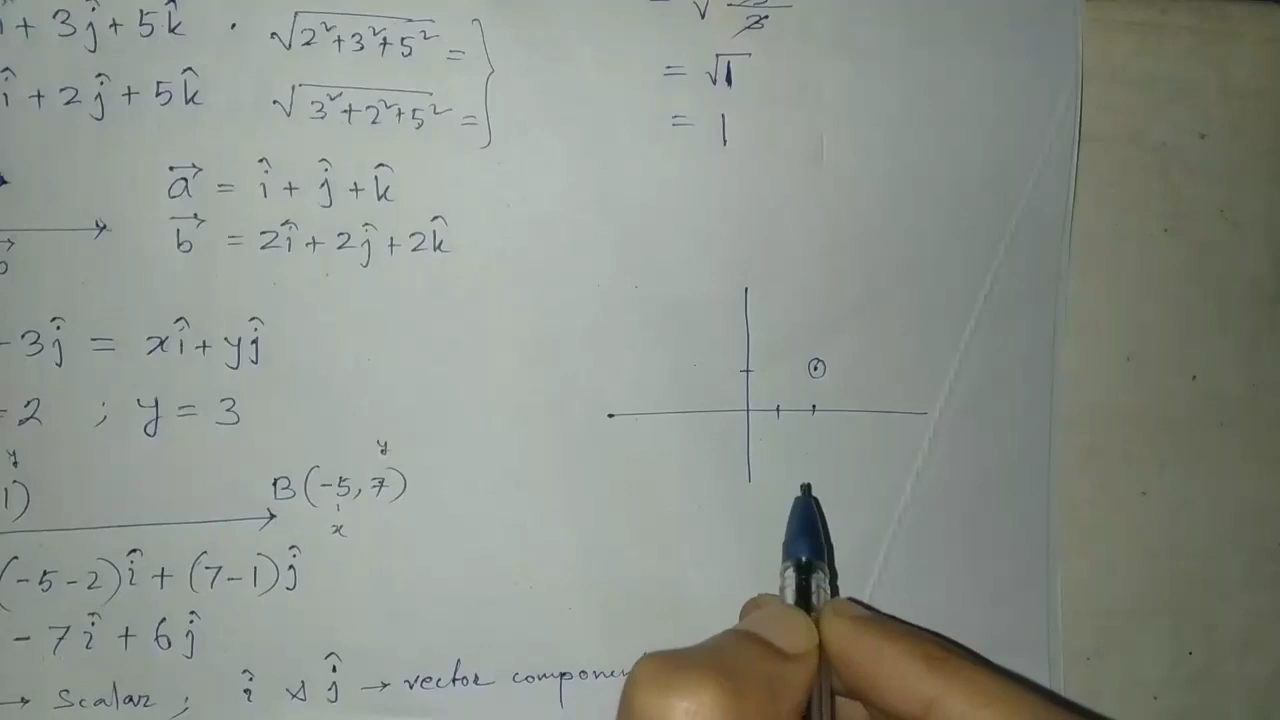 î + 3ĵ + 5k̂ . √2²+3²+5² =
î + 2ĵ + 5k̂ √3²+2²+5² =
= √1
= 1
a⃗ = î + ĵ + k̂
b⃗ = 2î + 2ĵ + 2k̂
-3ĵ = xî + yĵ
= 2 ; y = 3
y y
1) B(-5, 7)
x
(-5-2)î + (7-1)ĵ
- 7î + 6ĵ
→ Scalar ; î & ĵ → vector componen